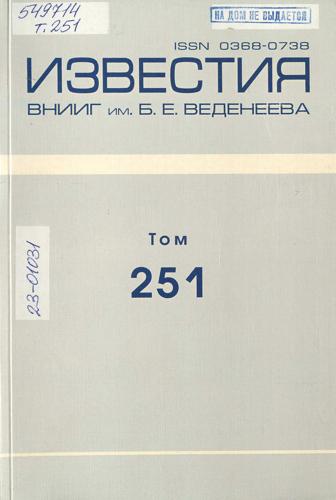 549714
т.251
НА ДОМ НЕ ВЫДАЕТСЯ
ISSN 0368-0738
ИЗВЕСТИЯ
ВНИИГ им. Б. Е. ВЕДЕНЕЕВА
Том
251
23-01031